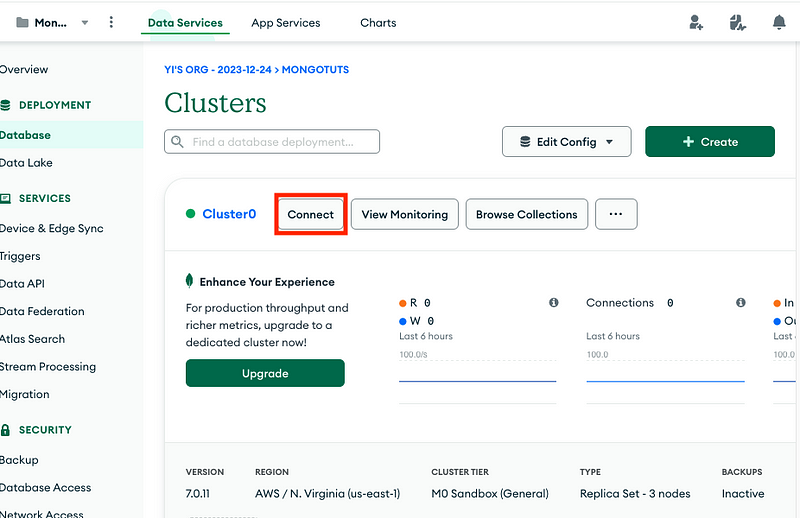 Mon...
Data Services
App Services
Charts
Overview
DEPLOYMENT
Database
Data Lake
SERVICES
Device & Edge Sync
Triggers
Data API
Data Federation
Atlas Search
Stream Processing
Migration
SECURITY
Backup
Database Access
Network Access
YI'S ORG - 2023-12-24 > MONGOTUTS
Clusters
Find a database deployment...
Edit Config
+ Create
Cluster0
Connect
View Monitoring
Browse Collections
...
Enhance Your Experience
For production throughput and
richer metrics, upgrade to a
dedicated cluster now!
Upgrade
R 0
W 0
Last 6 hours
100.0/s
Connections 0
Last 6 hours
100.0
In
Ou
Last
100.0
VERSION
7.0.11
REGION
AWS / N. Virginia (us-east-1)
CLUSTER TIER
M0 Sandbox (General)
TYPE
Replica Set - 3 nodes
BACKUPS
Inactive